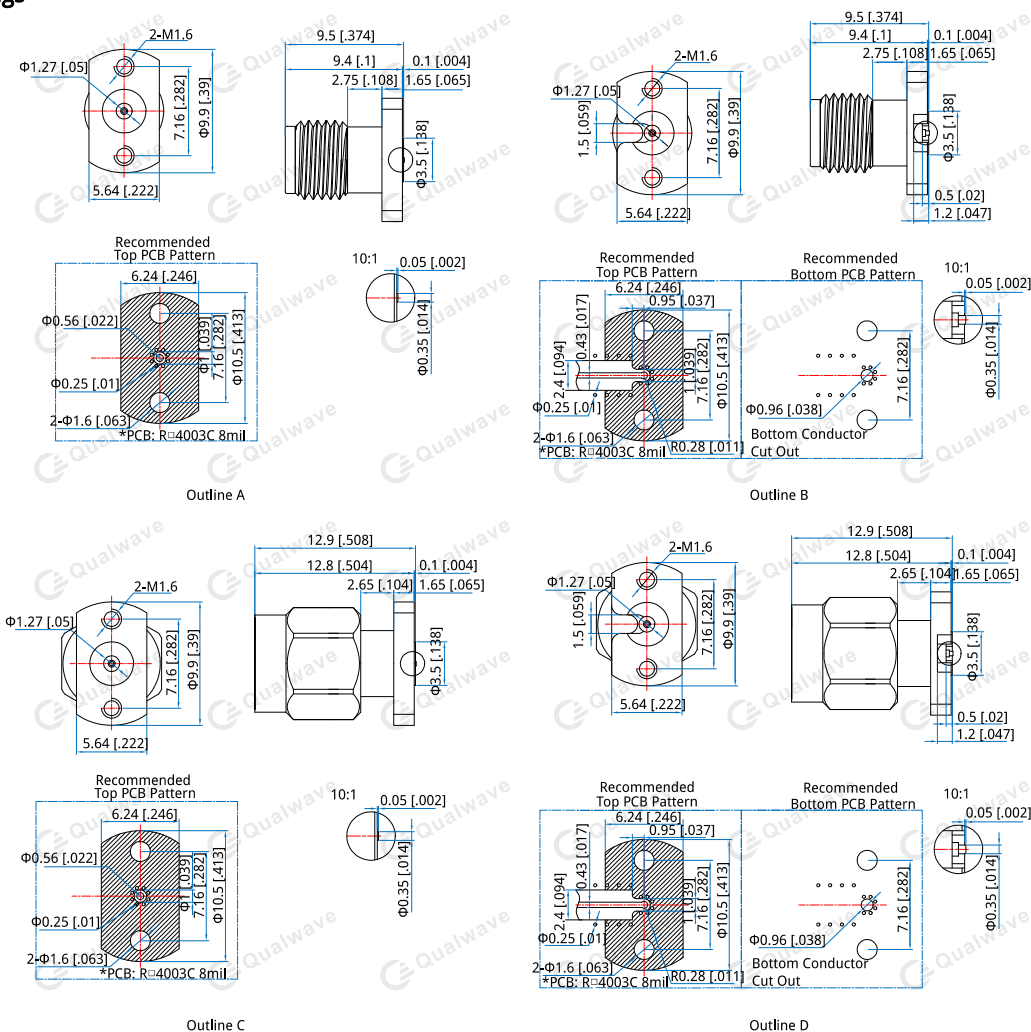 2-M1.6
Φ1.27 [.05]
7.16 [.282]
Φ9.9 [.39]
5.64 [.222]
9.5 [.374]
9.4 [.1]
0.1 [.004]
2.75 [.108]
1.65 [.065]
Φ3.5 [.138]
Recommended
Top PCB Pattern
6.24 [.246]
Φ0.56 [.022]
Φ1 [.039]
7.16 [.282]
Φ10.5 [.413]
Φ0.25 [.01]
2-Φ1.6 [.063]
*PCB: R□4003C 8mil
10:1
0.05 [.002]
Φ0.35 [.014]
Outline A
2-M1.6
Φ1.27 [.05]
1.5 [.059]
7.16 [.282]
Φ9.9 [.39]
5.64 [.222]
9.5 [.374]
9.4 [.1]
0.1 [.004]
2.75 [.108]
1.65 [.065]
Φ3.5 [.138]
0.5 [.02]
1.2 [.047]
Recommended
Top PCB Pattern
6.24 [.246]
0.95 [.037]
0.43 [.017]
2.4 [.094]
1 [.039]
7.16 [.282]
Φ10.5 [.413]
Φ0.25 [.01]
2-Φ1.6 [.063]
R0.28 [.011]
*PCB: R□4003C 8mil
Recommended
Bottom PCB Pattern
7.16 [.282]
Φ0.96 [.038]
Bottom Conductor
Cut Out
10:1
0.05 [.002]
Φ0.35 [.014]
Outline B
2-M1.6
Φ1.27 [.05]
7.16 [.282]
Φ9.9 [.39]
5.64 [.222]
12.9 [.508]
12.8 [.504]
0.1 [.004]
2.65 [.104]
1.65 [.065]
Φ3.5 [.138]
Recommended
Top PCB Pattern
6.24 [.246]
Φ0.56 [.022]
Φ1 [.039]
7.16 [.282]
Φ10.5 [.413]
Φ0.25 [.01]
2-Φ1.6 [.063]
*PCB: R□4003C 8mil
10:1
0.05 [.002]
Φ0.35 [.014]
Outline C
2-M1.6
Φ1.27 [.05]
1.5 [.059]
7.16 [.282]
Φ9.9 [.39]
5.64 [.222]
12.9 [.508]
12.8 [.504]
0.1 [.004]
2.65 [.104]
1.65 [.065]
Φ3.5 [.138]
0.5 [.02]
1.2 [.047]
Recommended
Top PCB Pattern
6.24 [.246]
0.95 [.037]
0.43 [.017]
2.4 [.094]
1 [.039]
7.16 [.282]
Φ10.5 [.413]
Φ0.25 [.01]
2-Φ1.6 [.063]
R0.28 [.011]
*PCB: R□4003C 8mil
Recommended
Bottom PCB Pattern
7.16 [.282]
Φ0.96 [.038]
Bottom Conductor
Cut Out
10:1
0.05 [.002]
Φ0.35 [.014]
Outline D
Qualwave